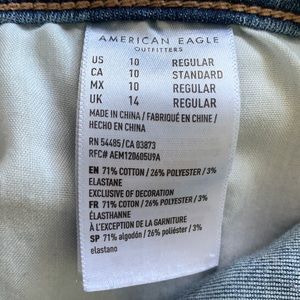 AMERICAN EAGLE
OUTFITTERS
US 10 REGULAR
CA 10 STANDARD
MX 10 REGULAR
UK 14 REGULAR
MADE IN CHINA / FABRIQUÉ EN CHINE /
HECHO EN CHINA
RN 54485/CA 03873
RFC# AEM120605U9A
EN 71% COTTON / 26% POLYESTER / 3%
ELASTANE
EXCLUSIVE OF DECORATION
FR 71% COTON / 26% POLYESTER / 3%
ÉLASTHANNE
À L'EXCEPTION DE LA GARNITURE
SP 71% algodón / 26% poliéster / 3%
elastano